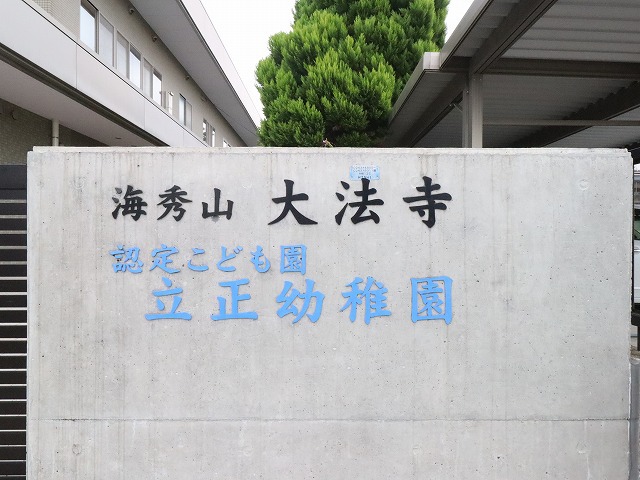 海秀山 大法寺
認定こども園
立正幼稚園